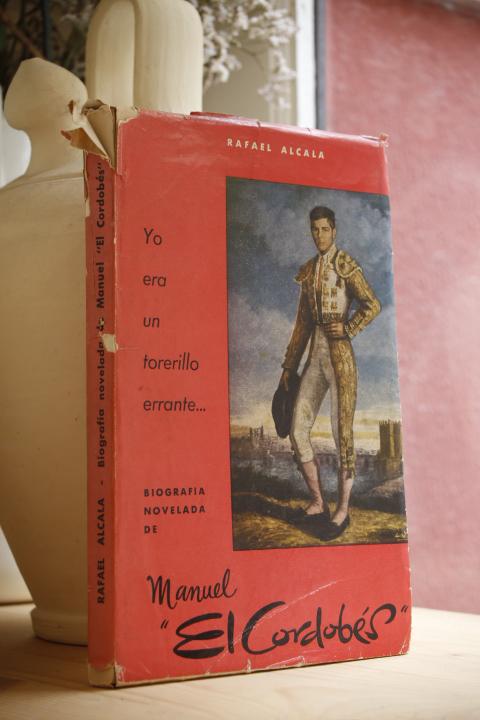 RAFAEL ALCALA
Yo
era
un
torerillo
errante...
BIOGRAFIA
NOVELADA
DE
Manuel
"El Cordobés"
RAFAEL ALCALA - Biografía novelada de Manuel "El Cordobés"